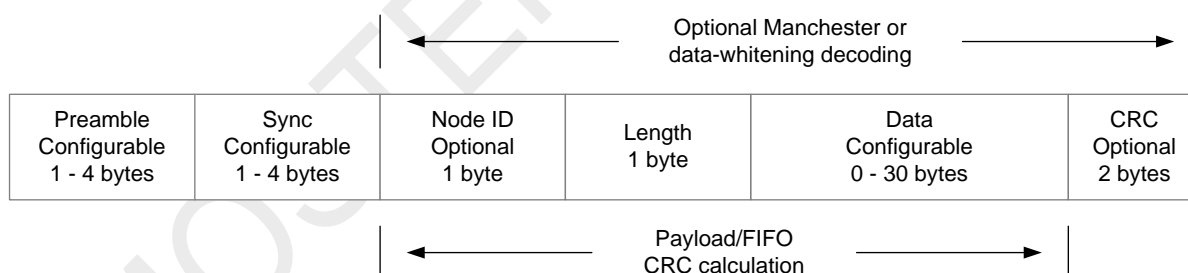 Optional Manchester or
data-whitening decoding
Preamble
Configurable
1 - 4 bytes
Sync
Configurable
1 - 4 bytes
Node ID
Optional
1 byte
Length
1 byte
Data
Configurable
0 - 30 bytes
CRC
Optional
2 bytes
Payload/FIFO
CRC calculation